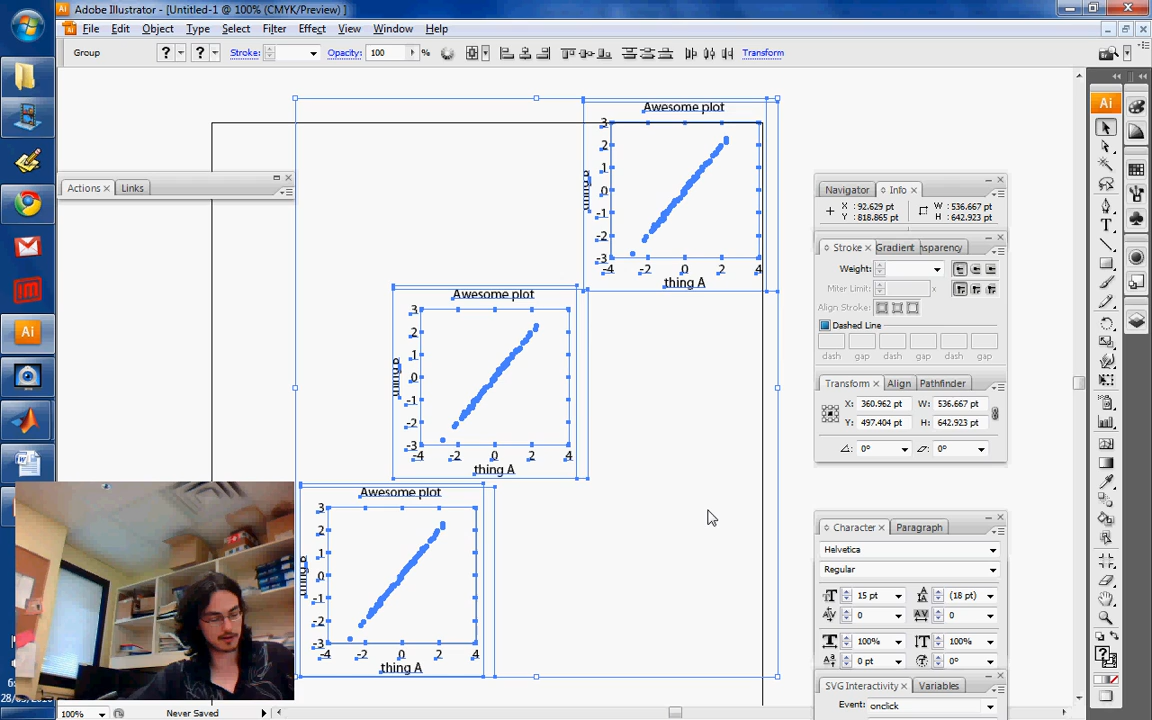 Adobe Illustrator - [Untitled-1 @ 100% (CMYK/Preview) ]
File Edit Object Type Select Filter Effect View Window Help
Group ? ? Stroke: Opacity: 100 % Transform
Actions × Links
Awesome plot
3
2
1
0
-1
-2
-3
-4 -2 0 2 4
thing A
thing B
Awesome plot
3
2
1
0
-1
-2
-3
-4 -2 0 2 4
thing A
thing B
Awesome plot
3
2
1
0
-1
-2
-3
-4 -2 0 2 4
thing A
thing B
Ai
Navigator Info ×
X : 92.629 pt W : 536.667 pt
Y : 818.865 pt H : 642.923 pt
Stroke × Gradient nsparency
Weight:
Miter Limit: x
Align Stroke:
Dashed Line
dash gap dash gap dash gap
Transform × Align Pathfinder
X: 360.962 pt W: 536.667 pt
Y: 497.404 pt H: 642.923 pt
0° 0°
Character × Paragraph
Helvetica
Regular
15 pt (18 pt)
0 0
100% 100%
0 pt 0°
SVG Interactivity × Variables
Event: onclick
Ai
100% Never Saved